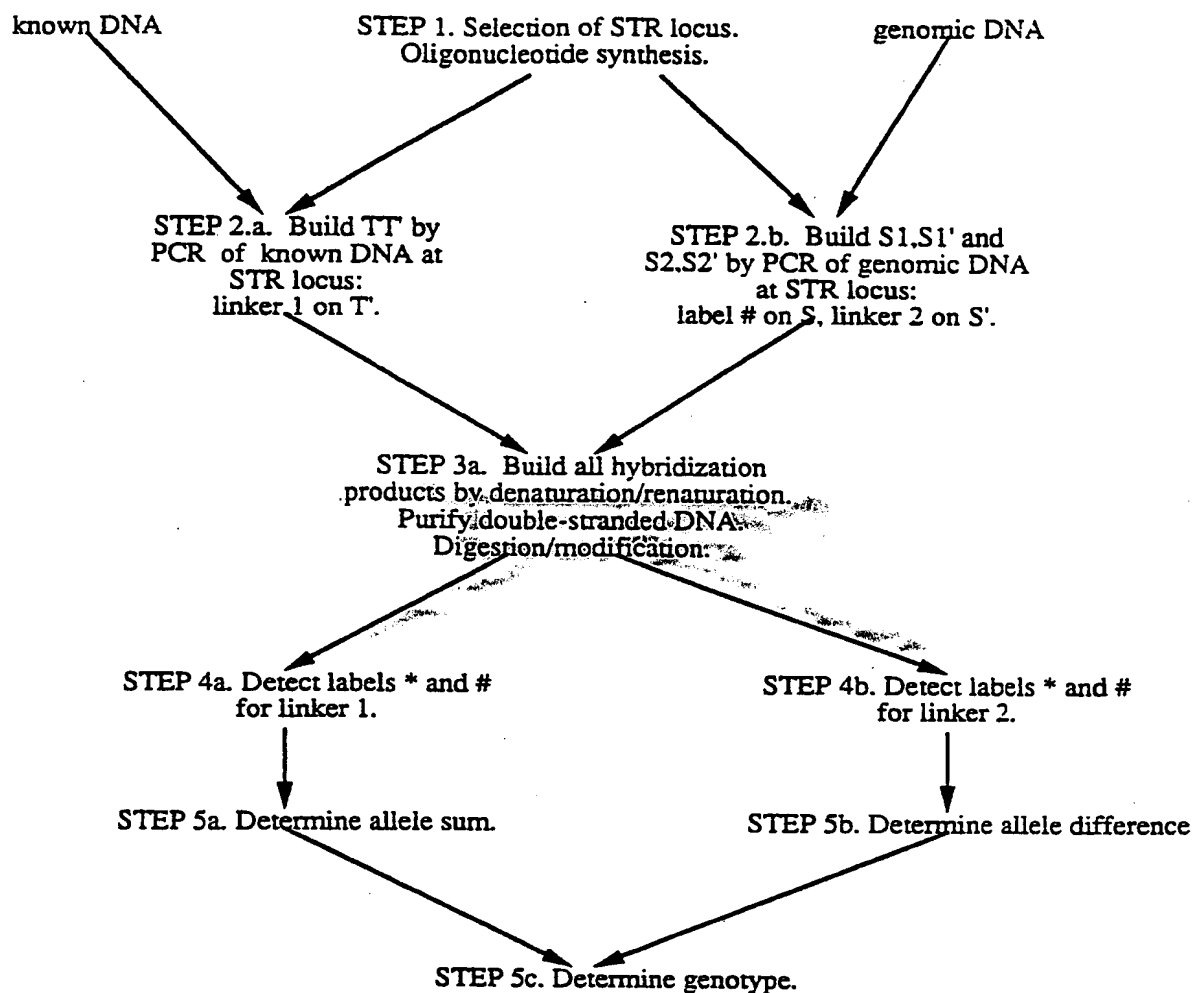 known DNA
STEP 1. Selection of STR locus.
Oligonucleotide synthesis.
genomic DNA
STEP 2.a. Build TT' by
PCR of known DNA at
STR locus:
linker 1 on T'.
STEP 2.b. Build S1,S1' and
S2,S2' by PCR of genomic DNA
at STR locus:
label # on S, linker 2 on S'.
STEP 3a. Build all hybridization
products by denaturation/renaturation.
Purify double-stranded DNA.
Digestion/modification.
STEP 4a. Detect labels * and #
for linker 1.
STEP 4b. Detect labels * and #
for linker 2.
STEP 5a. Determine allele sum.
STEP 5b. Determine allele difference
STEP 5c. Determine genotype.